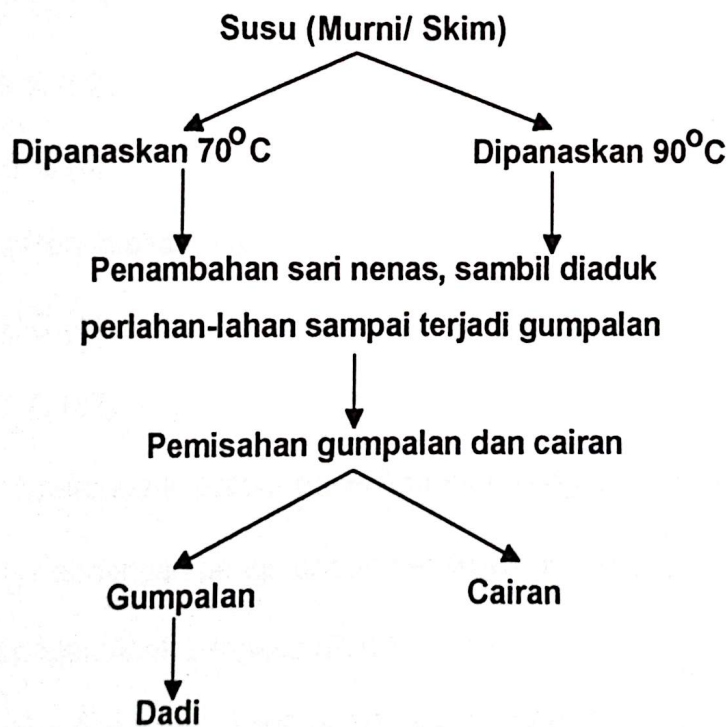 Susu (Murni/ Skim)
Dipanaskan 70°C
Dipanaskan 90°C
Penambahan sari nenas, sambil diaduk
perlahan-lahan sampai terjadi gumpalan
Pemisahan gumpalan dan cairan
Gumpalan
Cairan
Dadi